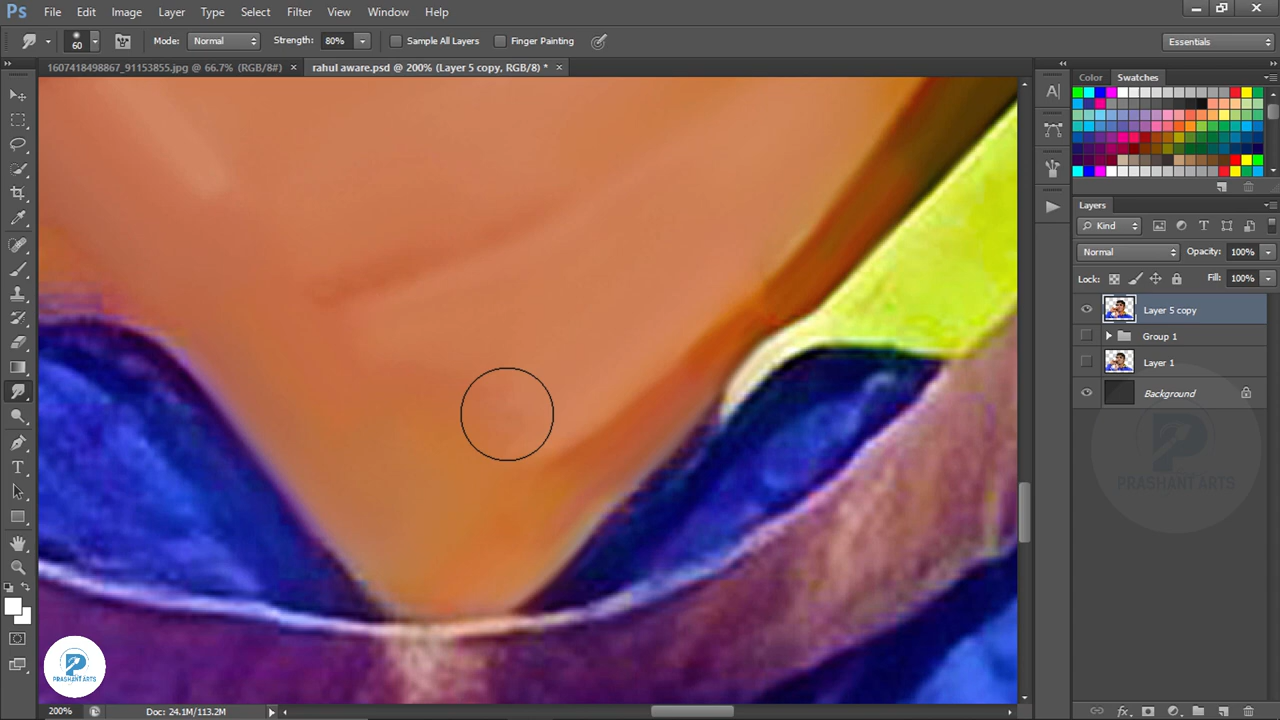 Ps File Edit Image Layer Type Select Filter View Window Help
60 Mode: Normal Strength: 80% Sample All Layers Finger Painting Essentials
1607418498867_91153855.jpg @ 66.7% (RGB/8#) × rahul aware.psd @ 200% (Layer 5 copy, RGB/8) * ×
Color Swatches
Layers
Kind
Normal Opacity: 100%
Lock: Fill: 100%
Layer 5 copy
Group 1
Layer 1
Background
PRASHANT ARTS
PRASHANT ARTS
200% Doc: 24.1M/113.2M